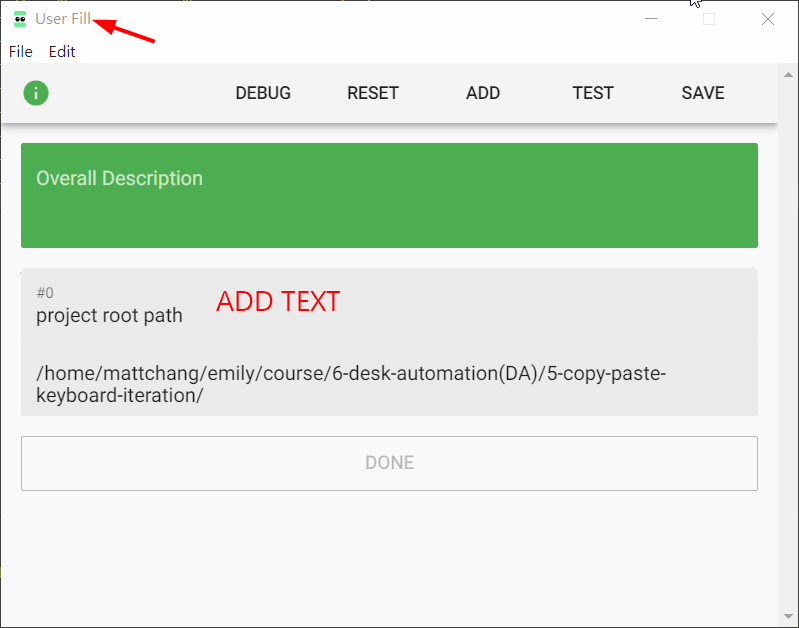 User Fill
File Edit
DEBUG RESET ADD TEST SAVE
Overall Description
#0
project root path
ADD TEXT
/home/mattchang/emily/course/6-desk-automation(DA)/5-copy-paste-
keyboard-iteration/
DONE